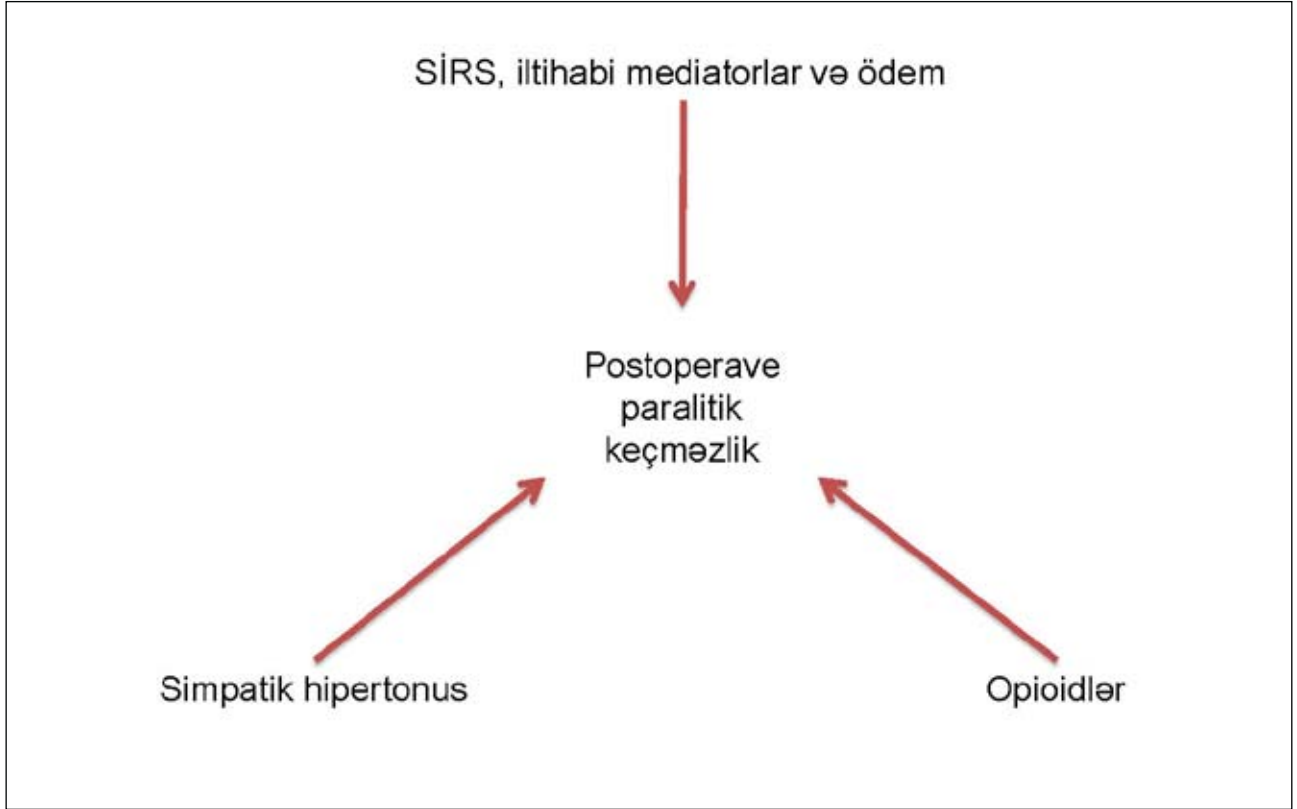 SİRS, iltihabi mediatorlar və ödem
Postoperave
paralitik
keçməzlik
Simpatik hipertonus
Opioidlər